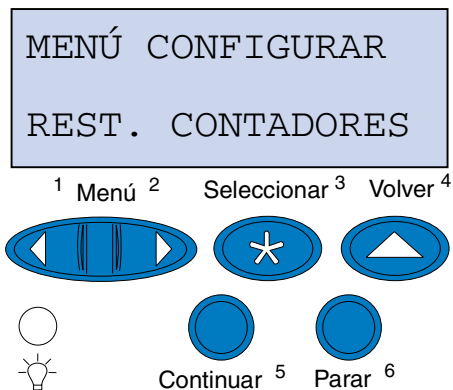 MENÚ CONFIGURAR
REST. CONTADORES
1 Menú 2 Seleccionar 3 Volver 4
Continuar 5 Parar 6